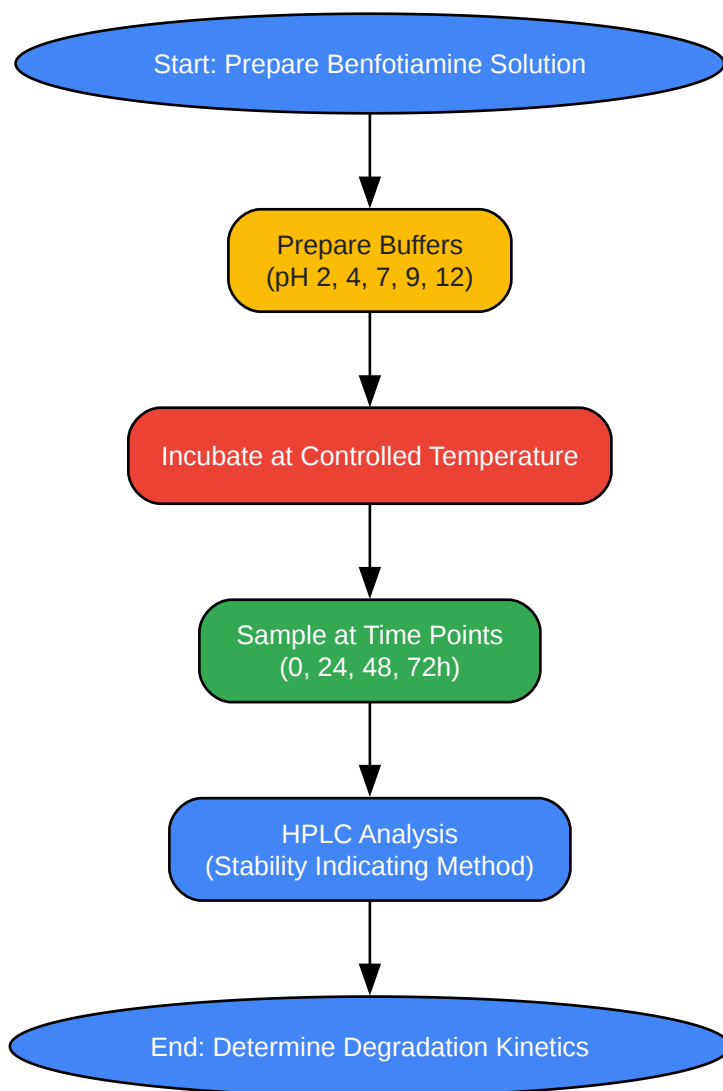 Start: Prepare Benfotiamine Solution
Prepare Buffers
(pH 2, 4, 7, 9, 12)
Incubate at Controlled Temperature
Sample at Time Points
(0, 24, 48, 72h)
HPLC Analysis
(Stability Indicating Method)
End: Determine Degradation Kinetics